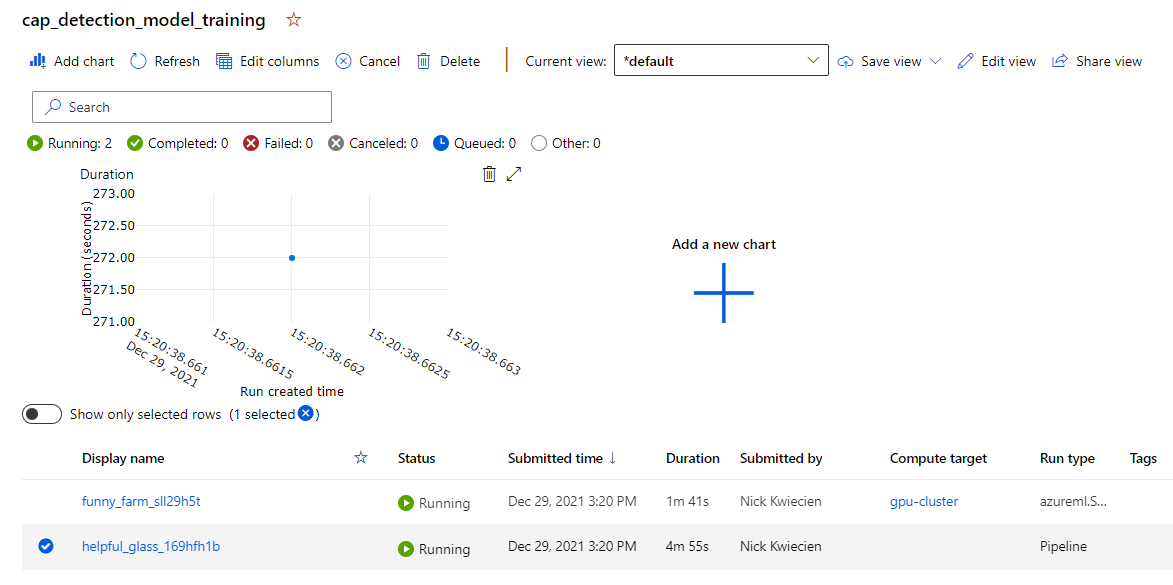 cap_detection_model_training
Add chart Refresh Edit columns Cancel Delete Current view: *default Save view Edit view Share view
Search
Running: 2 Completed: 0 Failed: 0 Canceled: 0 Queued: 0 Other: 0
Duration
273.00
272.50
272.00
271.50
271.00
Duration (seconds)
15:20:38.661
Dec 29, 2021
15:20:38.6615
15:20:38.662
15:20:38.6625
15:20:38.663
Run created time
Add a new chart
Show only selected rows (1 selected )
Display name Status Submitted time ↓ Duration Submitted by Compute target Run type Tags
funny_farm_sll29h5t Running Dec 29, 2021 3:20 PM 1m 41s Nick Kwiecien gpu-cluster azureml.S...
helpful_glass_169hfh1b Running Dec 29, 2021 3:20 PM 4m 55s Nick Kwiecien Pipeline